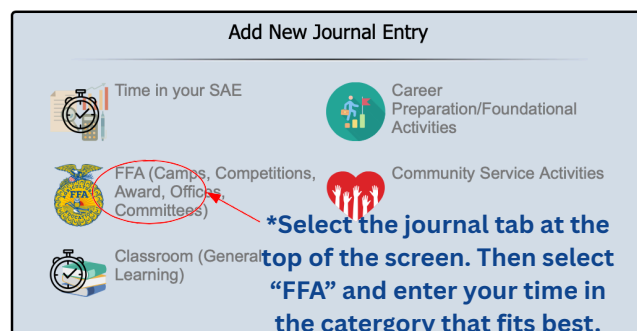 Add New Journal Entry
Time in your SAE
Career
Preparation/Foundational
Activities
FFA (Camps, Competitions,
Award, Offices,
Committees)
Community Service Activities
FFA
*Select the journal tab at the
top of the screen. Then select
“FFA” and enter your time in
the catergory that fits best.
Classroom (General
Learning)